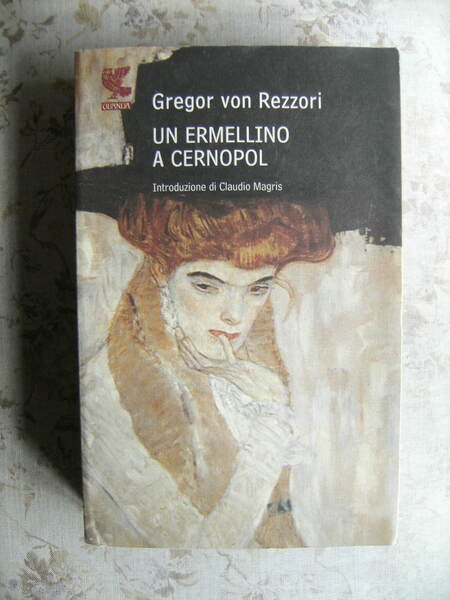 GUANDA
Gregor von Rezzori
UN ERMELLINO
A CERNOPOL
Introduzione di Claudio Magris